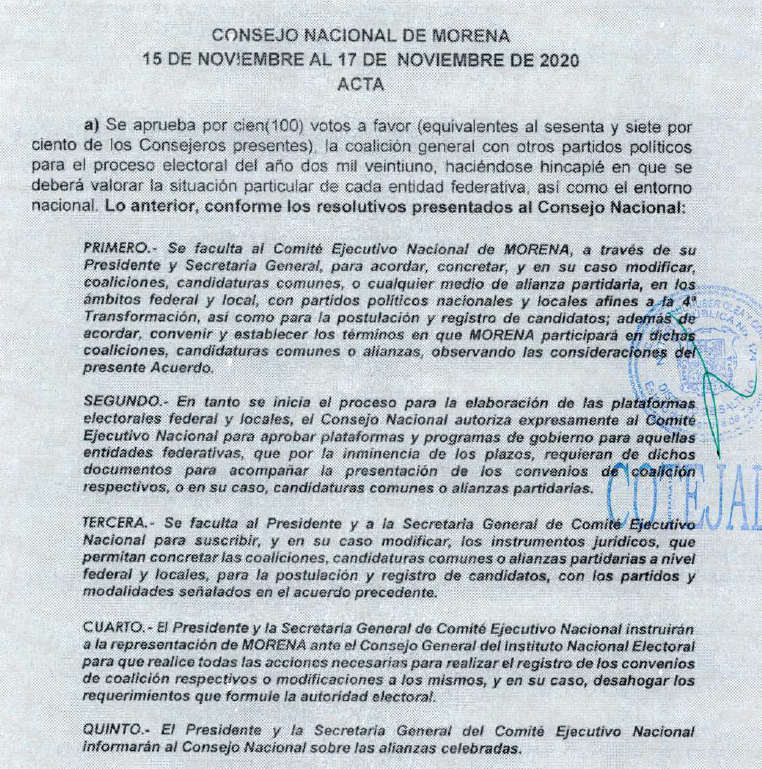 CONSEJO NACIONAL DE MORENA
15 DE NOVIEMBRE AL 17 DE NOVIEMBRE DE 2020
ACTA
a) Se aprueba por cien(100) votos a favor (equivalentes al sesenta y siete por
ciento de los Consejeros presentes), la coalición general con otros partidos políticos
para el proceso electoral del año dos mil veintiuno, haciéndose hincapié en que se
deberá valorar la situación particular de cada entidad federativa, así como el entorno
nacional. Lo anterior, conforme los resolutivos presentados al Consejo Nacional:
PRIMERO.- Se faculta al Comité Ejecutivo Nacional de MORENA, a través de su
Presidente y Secretaria General, para acordar, concretar, y en su caso modificar,
coaliciones, candidaturas comunes, o cualquier medio de alianza partidaria, en los
ámbitos federal y local, con partidos políticos nacionales y locales afines a la 4ª
Transformación, así como para la postulación y registro de candidatos; además de
acordar, convenir y establecer los términos en que MORENA participará en dichas
coaliciones, candidaturas comunes o alianzas, observando las consideraciones del
presente Acuerdo.
SEGUNDO.- En tanto se inicia el proceso para la elaboración de las plataformas
electorales federal y locales, el Consejo Nacional autoriza expresamente al Comité
Ejecutivo Nacional para aprobar plataformas y programas de gobierno para aquellas
entidades federativas, que por la inminencia de los plazos, requieran de dichos
documentos para acompañar la presentación de los convenios de coalición
respectivos, o en su caso, candidaturas comunes o alianzas partidarias.
COTEJAD
TERCERA.- Se faculta al Presidente y a la Secretaria General de Comité Ejecutivo
Nacional para suscribir, y en su caso modificar, los instrumentos jurídicos, que
permitan concretar las coaliciones, candidaturas comunes o alianzas partidarias a nivel
federal y locales, para la postulación y registro de candidatos, con los partidos y
modalidades señalados en el acuerdo precedente.
CUARTO.- El Presidente y la Secretaria General de Comité Ejecutivo Nacional instruirán
a la representación de MORENA ante el Consejo General del Instituto Nacional Electoral
para que realice todas las acciones necesarias para realizar el registro de los convenios
de coalición respectivos o modificaciones a los mismos, y en su caso, desahogar los
requerimientos que formule la autoridad electoral.
QUINTO.- El Presidente y la Secretaria General del Comité Ejecutivo Nacional
informarán al Consejo Nacional sobre las alianzas celebradas.